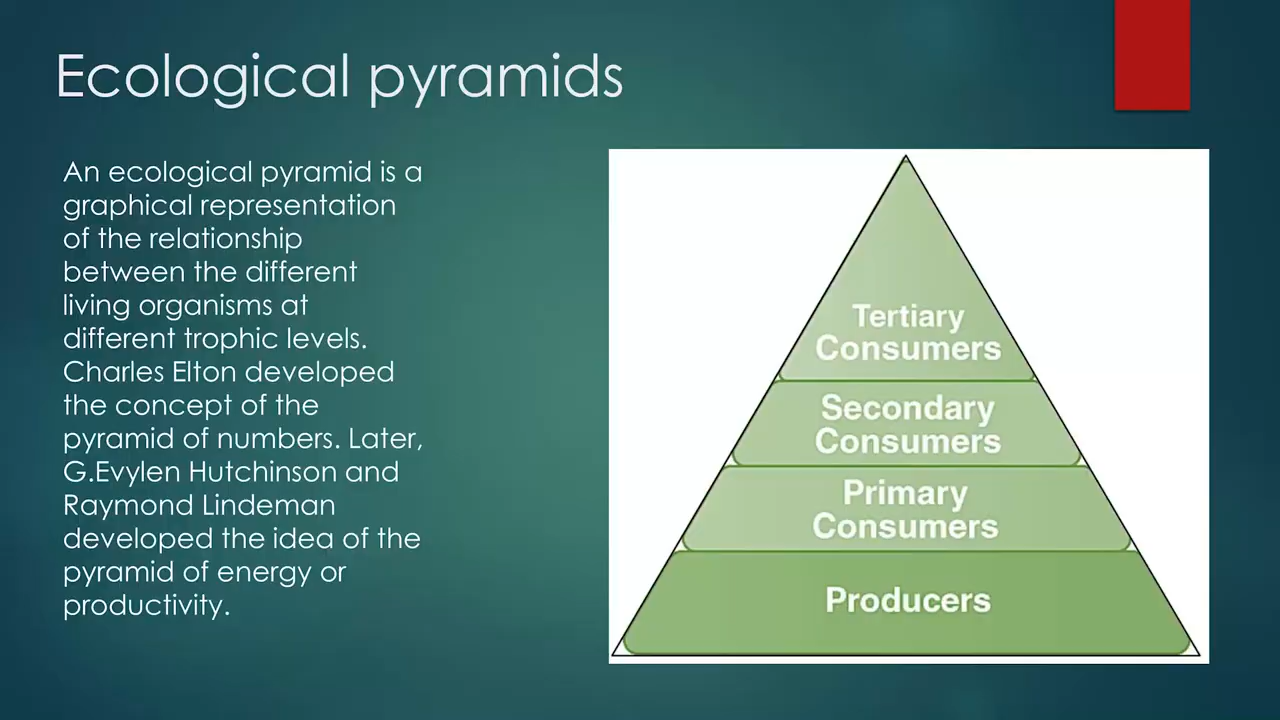 Ecological pyramids
An ecological pyramid is a
graphical representation
of the relationship
between the different
living organisms at
different trophic levels.
Charles Elton developed
the concept of the
pyramid of numbers. Later,
G.Evylen Hutchinson and
Raymond Lindeman
developed the idea of the
pyramid of energy or
productivity.
Tertiary
Consumers
Secondary
Consumers
Primary
Consumers
Producers